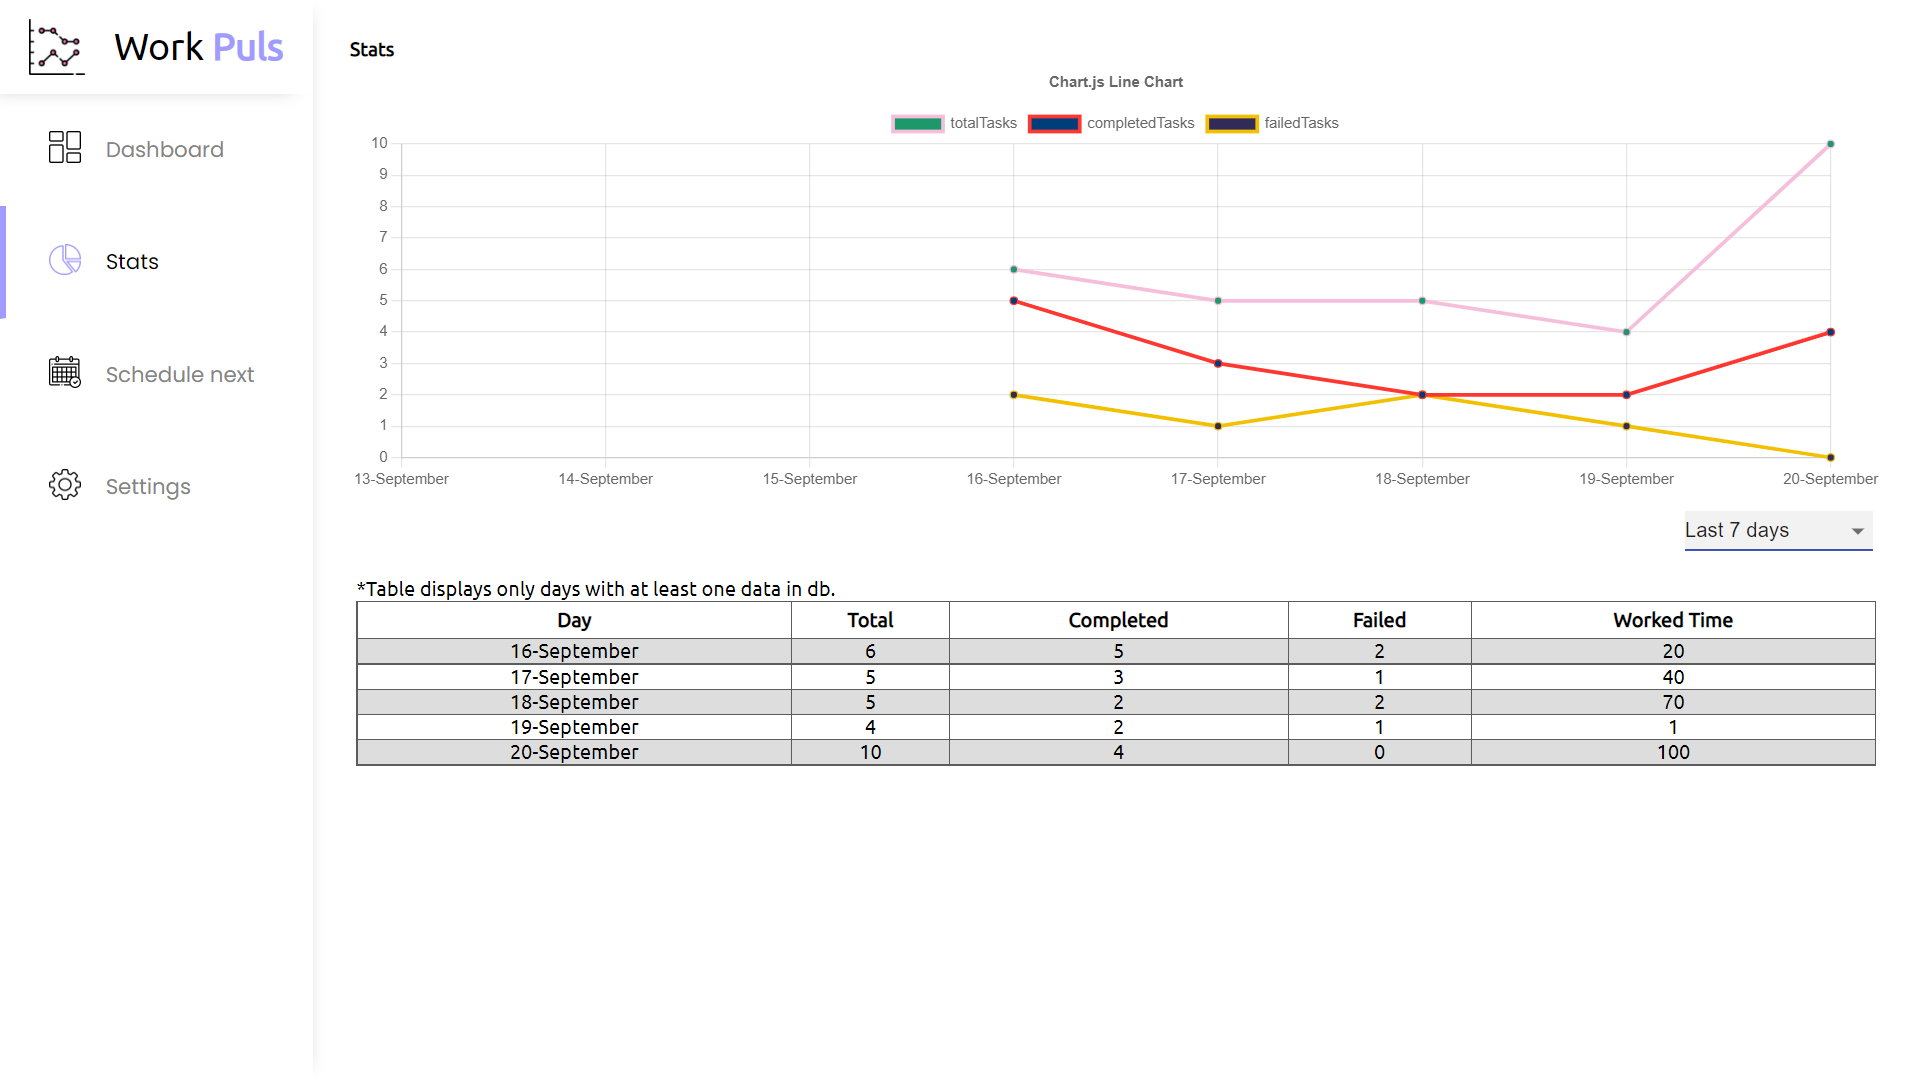 Work Puls
Dashboard
Stats
Schedule next
Settings
Stats
Chart.js Line Chart
totalTasks completedTasks failedTasks
10
9
8
7
6
5
4
3
2
1
0
13-September 14-September 15-September 16-September 17-September 18-September 19-September 20-September
Last 7 days
*Table displays only days with at least one data in db.
Day Total Completed Failed Worked Time
16-September 6 5 2 20
17-September 5 3 1 40
18-September 5 2 2 70
19-September 4 2 1 1
20-September 10 4 0 100